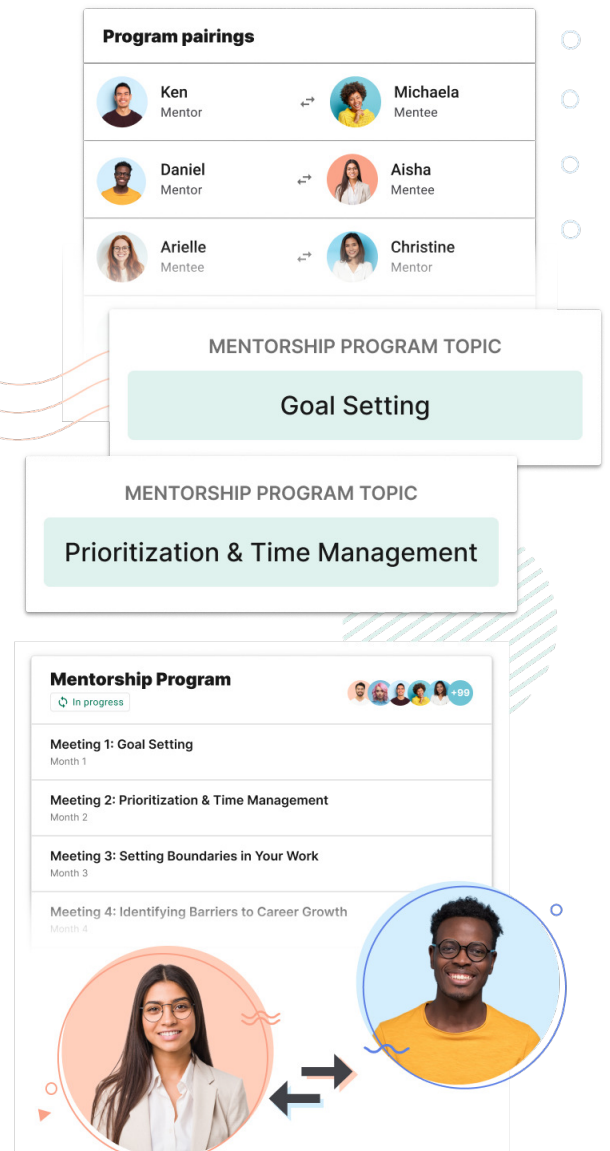 Program pairings
Ken
Mentor
Michaela
Mentee
Daniel
Mentor
Aisha
Mentee
Arielle
Mentee
Christine
Mentor
MENTORSHIP PROGRAM TOPIC
Goal Setting
MENTORSHIP PROGRAM TOPIC
Prioritization & Time Management
Mentorship Program
In progress
+99
Meeting 1: Goal Setting
Month 1
Meeting 2: Prioritization & Time Management
Month 2
Meeting 3: Setting Boundaries in Your Work
Month 3
Meeting 4: Identifying Barriers to Career Growth
Month 4